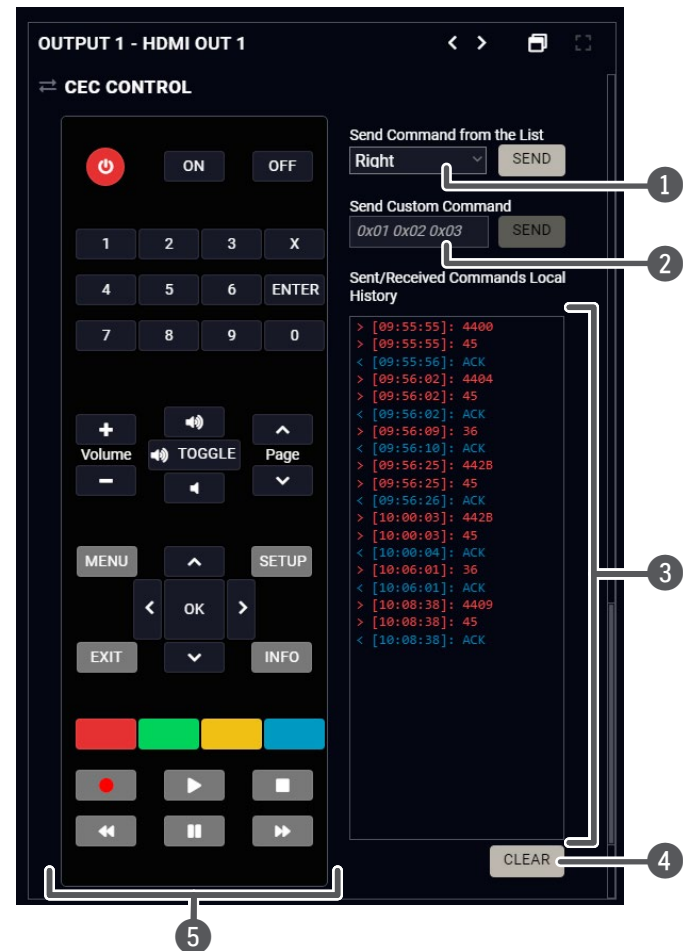 OUTPUT 1 - HDMI OUT 1
CEC CONTROL
ON OFF
1 2 3 X
4 5 6 ENTER
7 8 9 0
Volume TOGGLE Page
MENU SETUP
OK
EXIT INFO
Send Command from the List
Right SEND
Send Custom Command
0x01 0x02 0x03 SEND
Sent/Received Commands Local
History
> [09:55:55]: 4400
> [09:55:55]: 45
< [09:55:56]: ACK
> [09:56:02]: 4404
> [09:56:02]: 45
< [09:56:02]: ACK
> [09:56:09]: 36
< [09:56:10]: ACK
> [09:56:25]: 442B
> [09:56:25]: 45
< [09:56:26]: ACK
> [10:00:03]: 442B
> [10:00:03]: 45
< [10:00:04]: ACK
> [10:06:01]: 36
< [10:06:01]: ACK
> [10:08:38]: 4409
> [10:08:38]: 45
< [10:08:38]: ACK
CLEAR
1
2
3
4
5